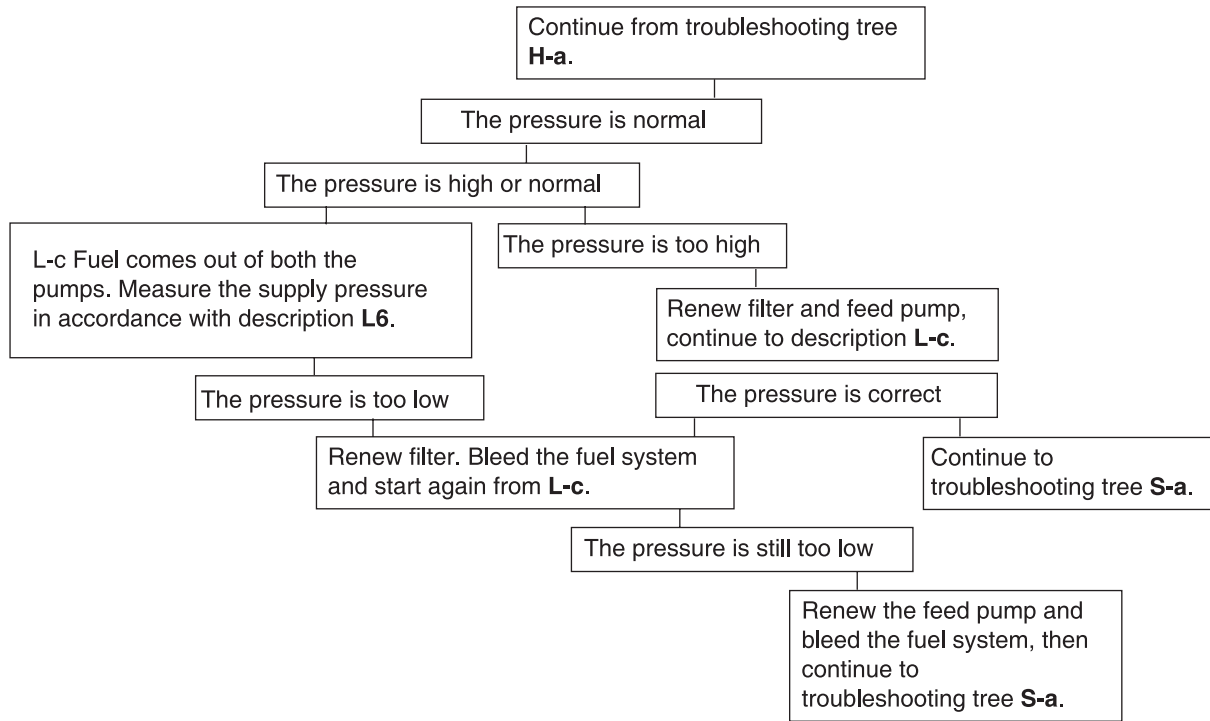 Continue from troubleshooting tree
H-a.
The pressure is normal
The pressure is high or normal
L-c Fuel comes out of both the
pumps. Measure the supply pressure
in accordance with description L6.
The pressure is too high
Renew filter and feed pump,
continue to description L-c.
The pressure is too low
The pressure is correct
Renew filter. Bleed the fuel system
and start again from L-c.
Continue to
troubleshooting tree S-a.
The pressure is still too low
Renew the feed pump and
bleed the fuel system, then
continue to
troubleshooting tree S-a.